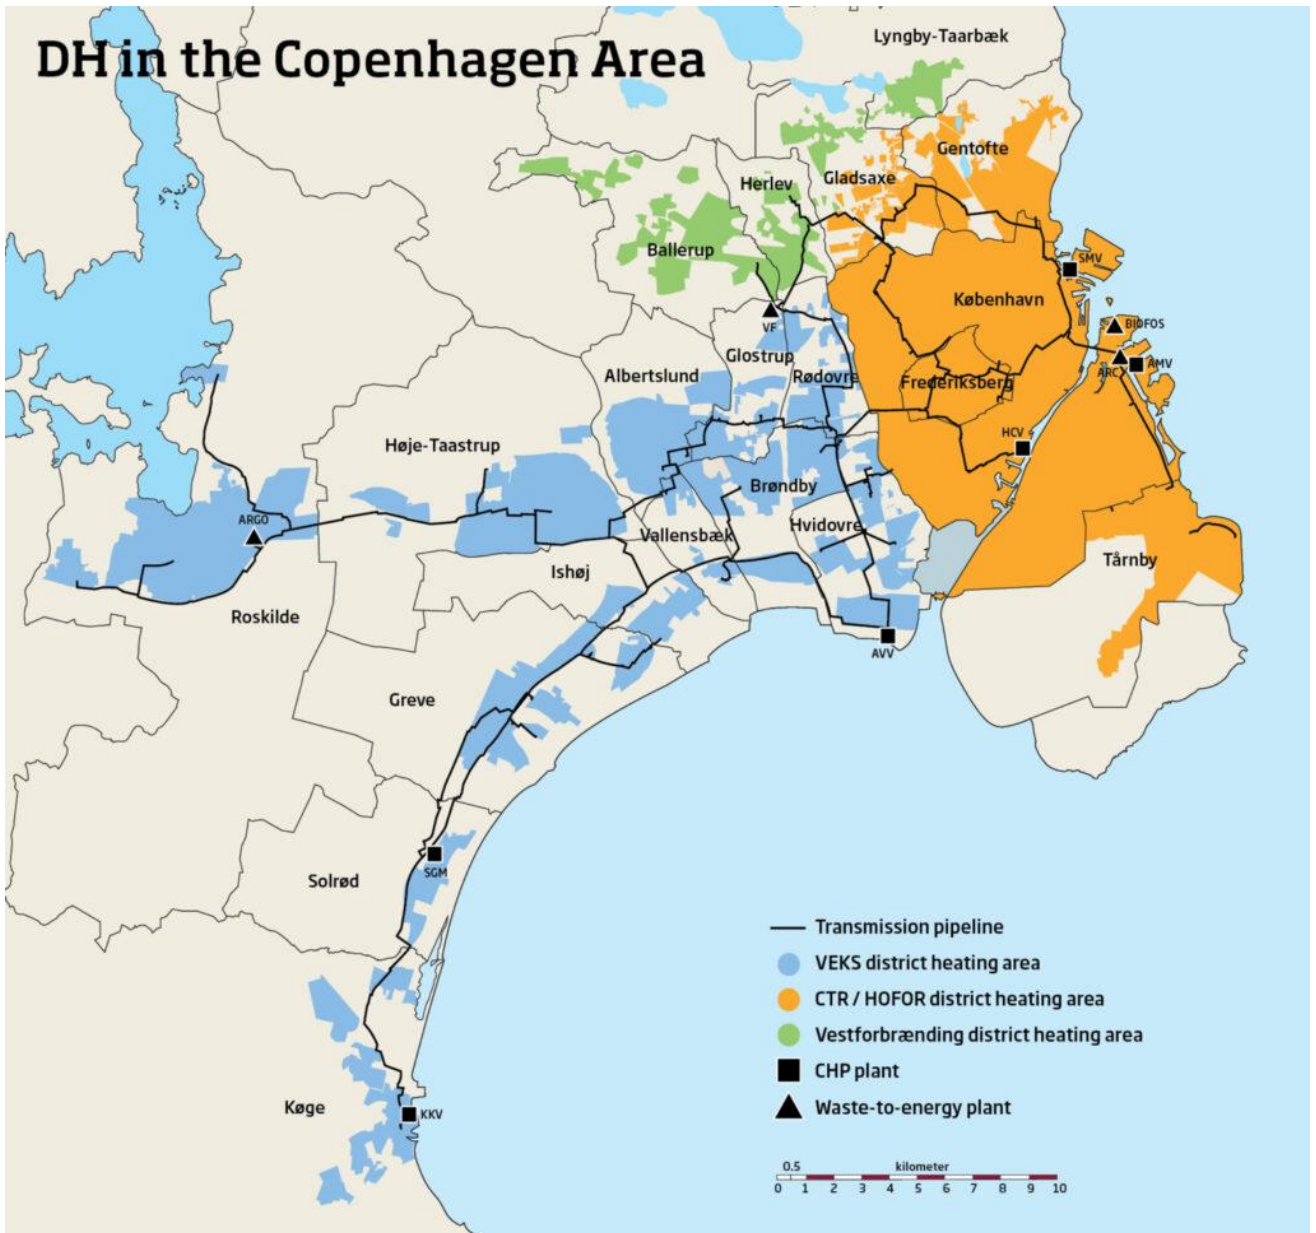 DH in the Copenhagen Area
Lyngby-Taarbæk
Gentofte
Gladsaxe
Herlev
Ballerup
SMV
København
BIOFOS
VF
Glostrup
Rødovre
Albertslund
Frederiksberg
ARC
AMV
HCV
Høje-Taastrup
Brøndby
ARGO
Hvidovre
Vallensbæk
Tårnby
Ishøj
Roskilde
AVV
Greve
SGM
Solrød
Køge
KKV
Transmission pipeline
VEKS district heating area
CTR / HOFOR district heating area
Vestforbrænding district heating area
CHP plant
Waste-to-energy plant
0.5 kilometer
0 1 2 3 4 5 6 7 8 9 10